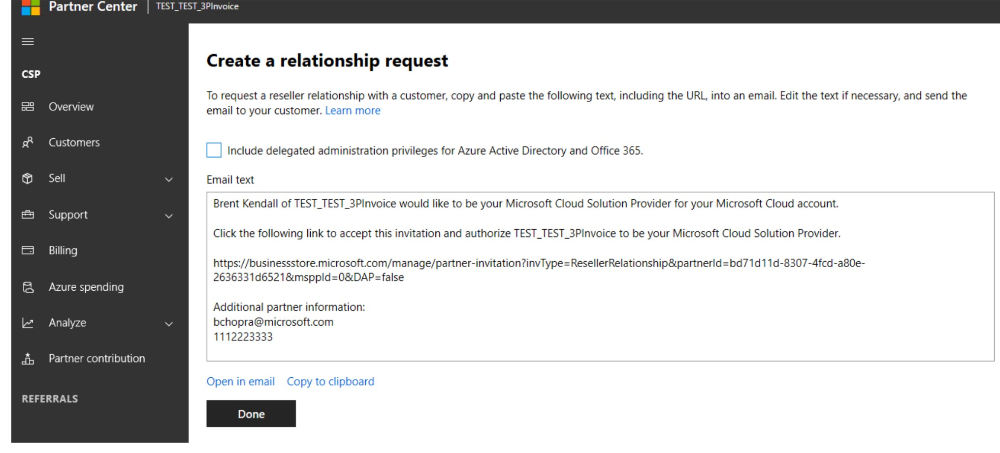 Partner Center | TEST_TEST_3PInvoice
CSP
Overview
Customers
Sell
Support
Billing
Azure spending
Analyze
Partner contribution
REFERRALS
Create a relationship request
To request a reseller relationship with a customer, copy and paste the following text, including the URL, into an email. Edit the text if necessary, and send the
email to your customer. Learn more
Include delegated administration privileges for Azure Active Directory and Office 365.
Email text
Brent Kendall of TEST_TEST_3PInvoice would like to be your Microsoft Cloud Solution Provider for your Microsoft Cloud account.
Click the following link to accept this invitation and authorize TEST_TEST_3PInvoice to be your Microsoft Cloud Solution Provider.
https://businessstore.microsoft.com/manage/partner-invitation?invType=ResellerRelationship&partnerId=bd71d11d-8307-4fcd-a80e-
2636331d6521&msppId=0&DAP=false
Additional partner information:
bchopra@microsoft.com
1112223333
Open in email Copy to clipboard
Done